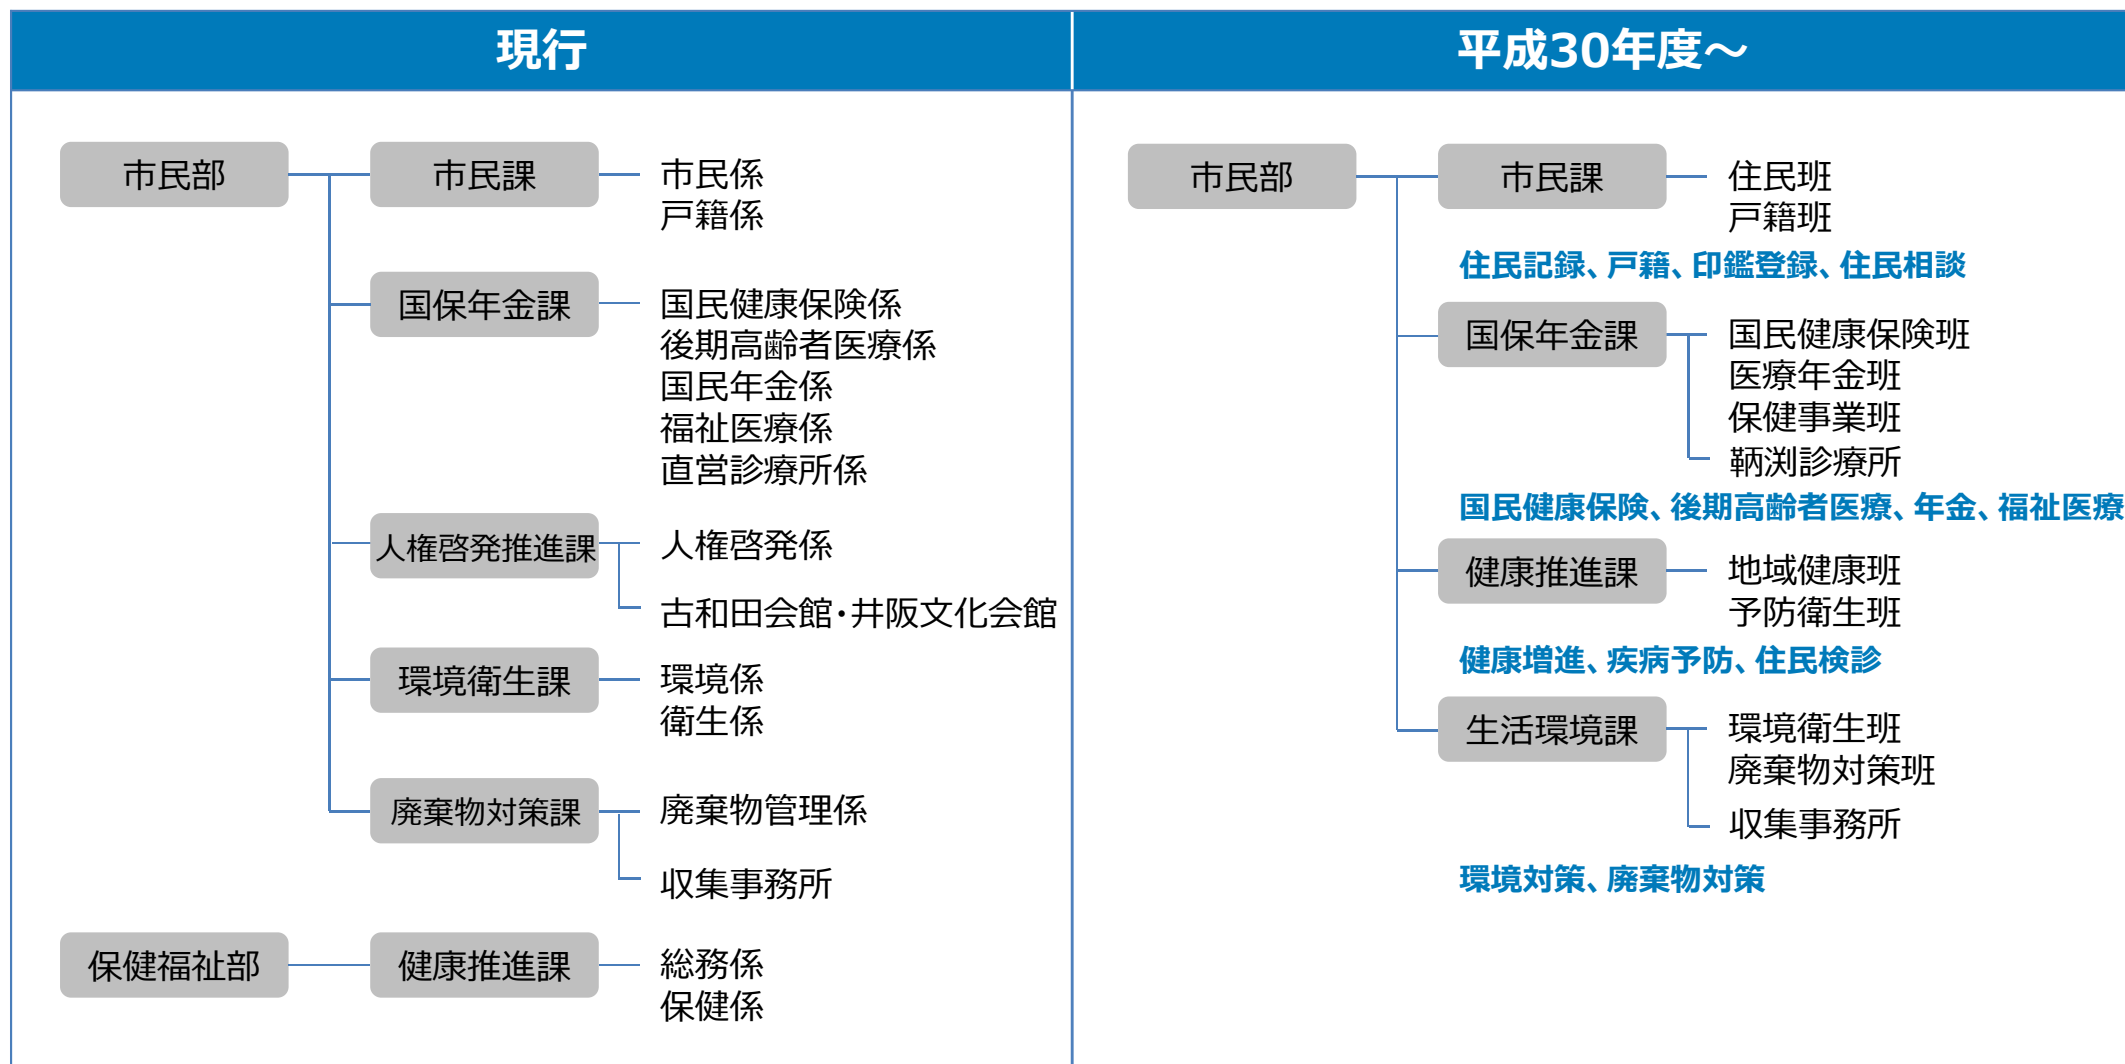 現行
市民部
市民課
市民係
戸籍係
国保年金課
国民健康保険係
後期高齢者医療係
国民年金係
福祉医療係
直営診療所係
人権啓発推進課
人権啓発係
古和田会館・井阪文化会館
環境衛生課
環境係
衛生係
廃棄物対策課
廃棄物管理係
収集事務所
保健福祉部
健康推進課
総務係
保健係
平成30年度～
市民部
市民課
住民班
戸籍班
住民記録、戸籍、印鑑登録、住民相談
国保年金課
国民健康保険班
医療年金班
保健事業班
鞆渕診療所
国民健康保険、後期高齢者医療、年金、福祉医療
健康推進課
地域健康班
予防衛生班
健康増進、疾病予防、住民検診
生活環境課
環境衛生班
廃棄物対策班
収集事務所
環境対策、廃棄物対策